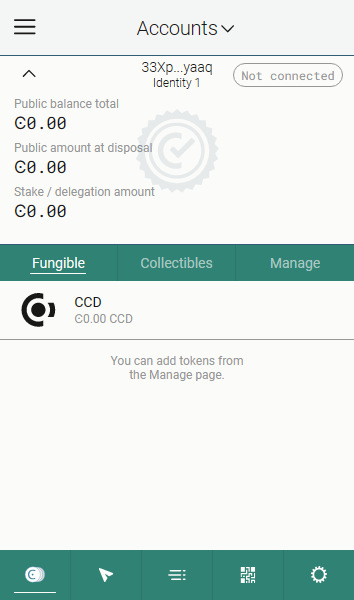 Accounts
33Xp...yaaq
Identity 1
Not connected
Public balance total
Ͼ0.00
Public amount at disposal
Ͼ0.00
Stake / delegation amount
Ͼ0.00
Fungible
Collectibles
Manage
CCD
Ͼ0.00 CCD
You can add tokens from
the Manage page.